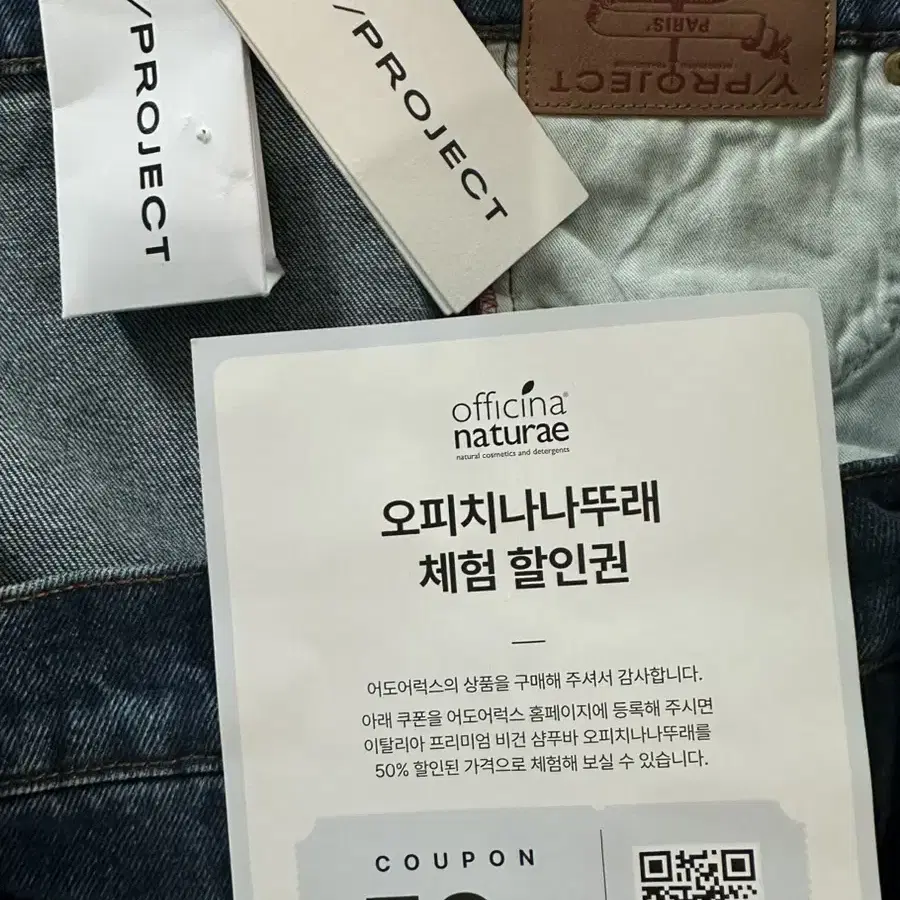 /PROJECT
Y/PROJECT
Y/PROJECT
PARIS
officina®
naturae
natural cosmetics and detergents
오피치나나뚜래
체험 할인권
어도어럭스의 상품을 구매해 주셔서 감사합니다.
아래 쿠폰을 어도어럭스 홈페이지에 등록해 주시면
이탈리아 프리미엄 비건 샴푸바 오피치나나뚜래를
50% 할인된 가격으로 체험해 보실 수 있습니다.
COUPON